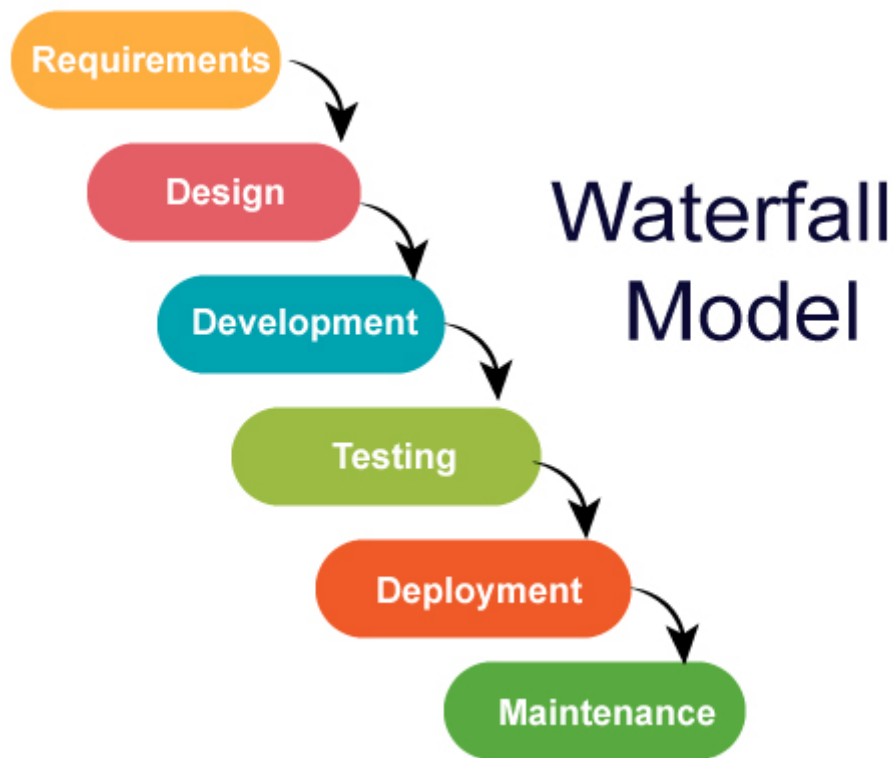 Requirements
Design
Waterfall
Model
Development
Testing
Deployment
Maintenance